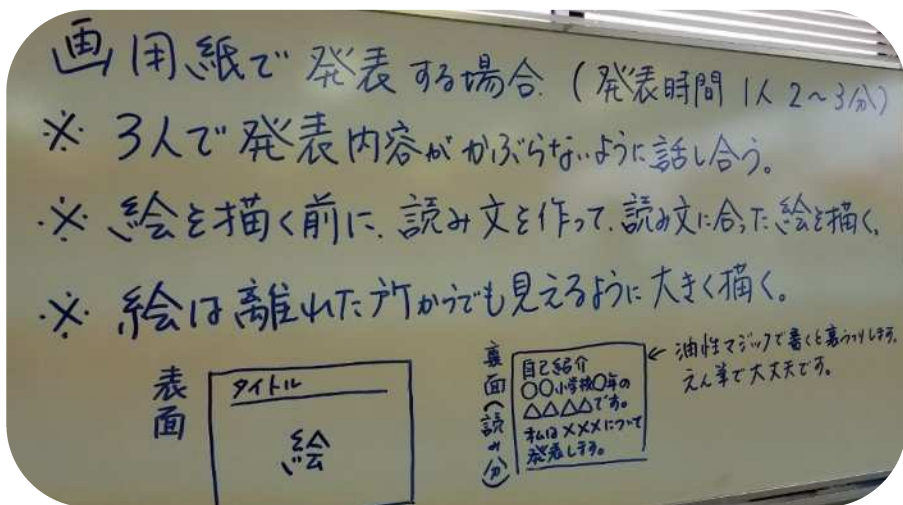 画用紙で発表する場合.(発表時間 1人 2~3分)
※ 3人で発表内容がかぶらないように話し合う。
※ 絵を描く前に、読み文を作って、読み文に合った絵を描く。
※ 絵は離れた所からでも見えるように大きく描く。
表面
タイトル
絵
裏面(読み分)
自己紹介
〇〇小学校〇年の
△△△△です。
私は×××について
発表します。
← 油性マジックで書くと裏うつりします。
えん筆で大丈夫です。